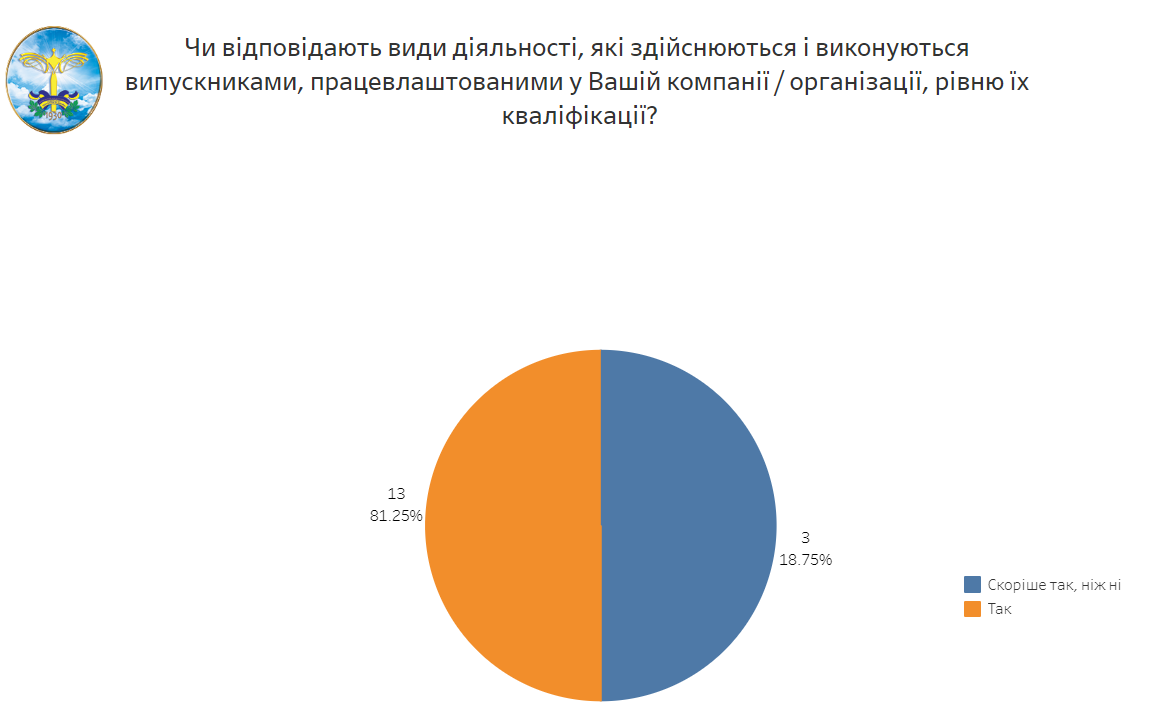 Чи відповідають види діяльності, які здійснюються і виконуються
випускниками, працевлаштованими у Вашій компанії / організації, рівню їх
кваліфікації?
1930
13
81.25%
3
18.75%
Скоріше так, ніж ні
Так